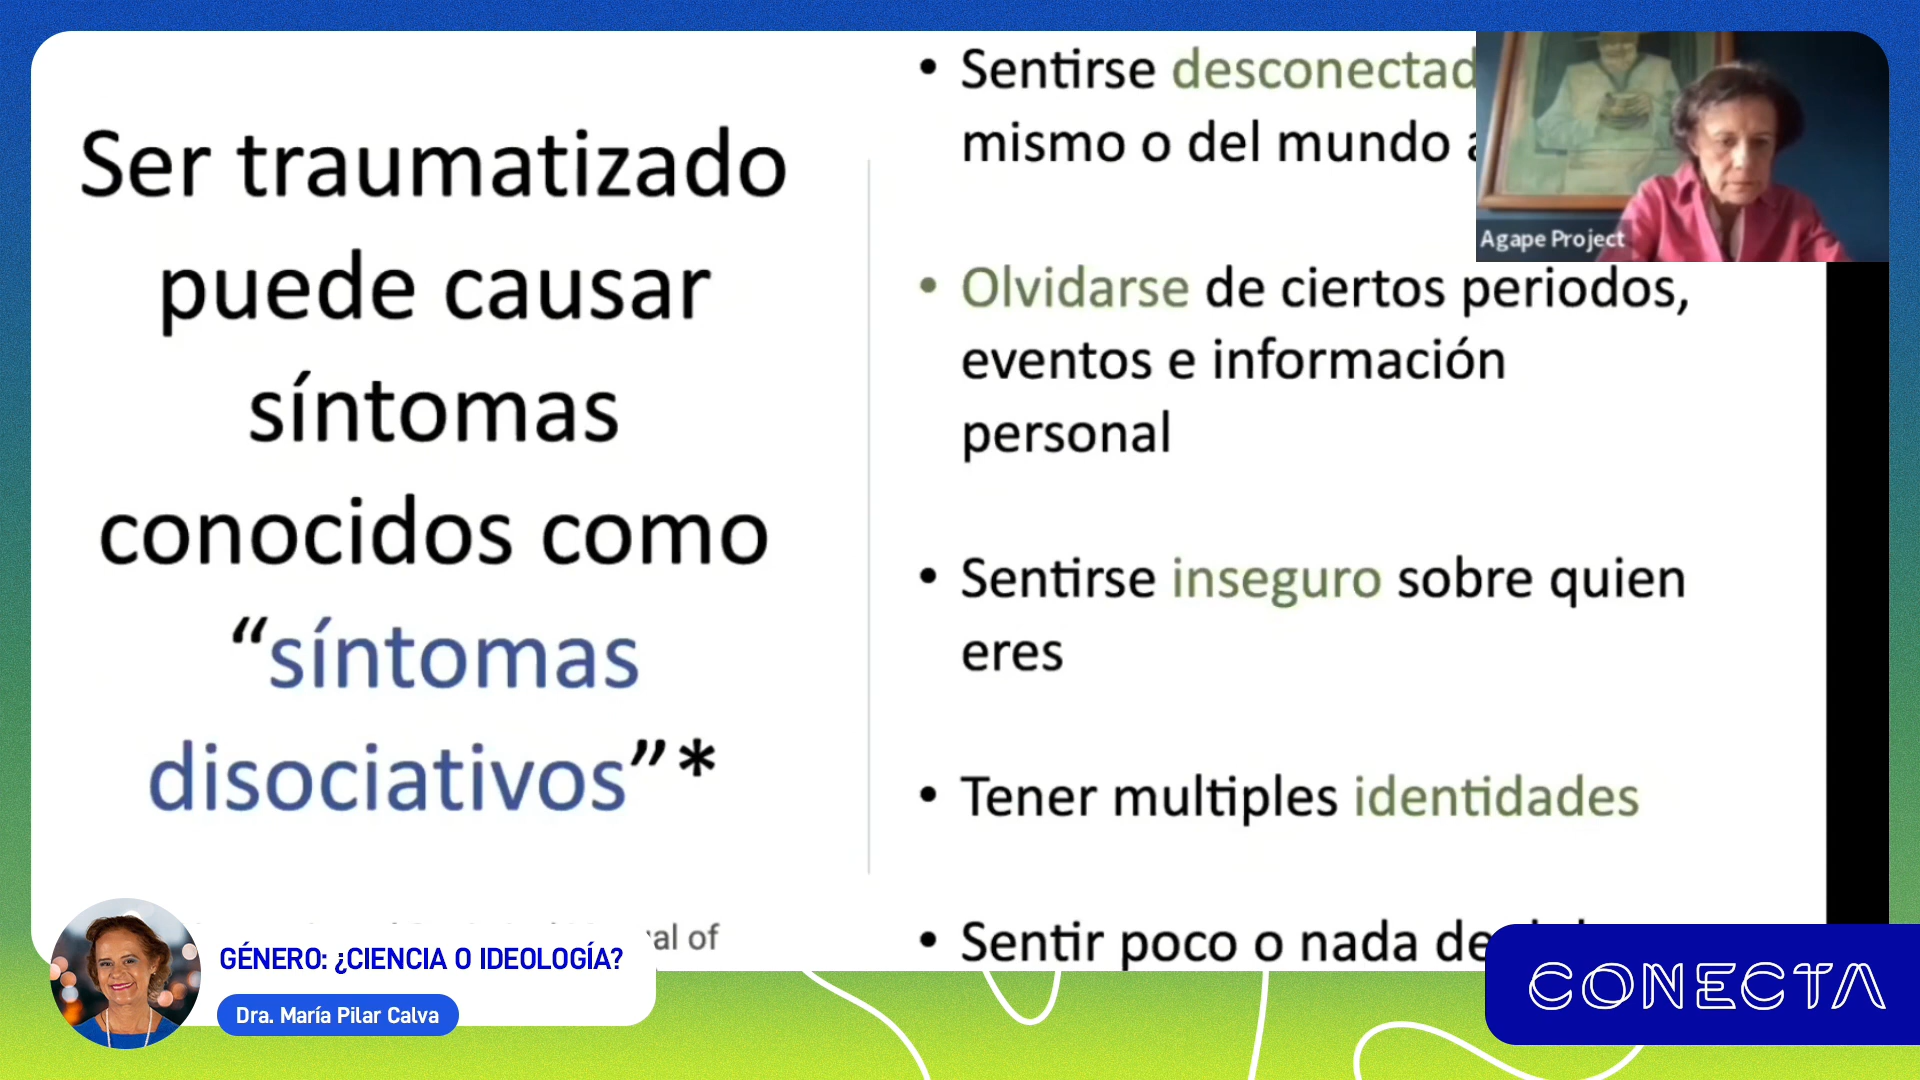 Ser traumatizado
puede causar
síntomas
conocidos como
“síntomas
disociativos”*
al of
• Sentirse desconectad
mismo o del mundo
• Olvidarse de ciertos periodos,
eventos e información
personal
• Sentirse inseguro sobre quien
eres
• Tener multiples identidades
• Sentir poco o nada de
Agape Project
GÉNERO: ¿CIENCIA O IDEOLOGÍA?
Dra. María Pilar Calva
CONECTA